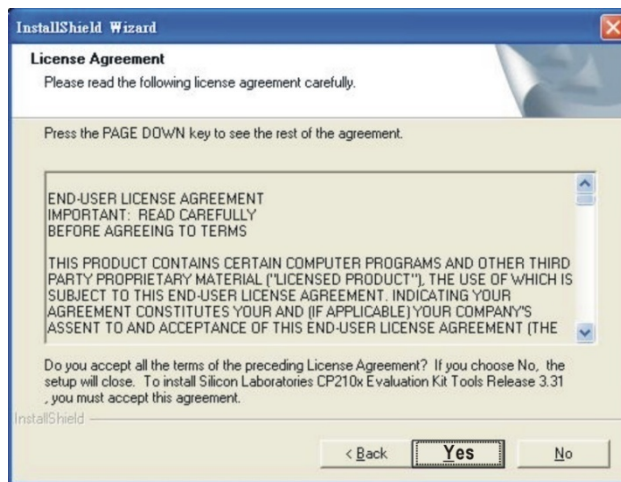 InstallShield Wizard
License Agreement
Please read the following license agreement carefully.
Press the PAGE DOWN key to see the rest of the agreement.
END-USER LICENSE AGREEMENT
IMPORTANT: READ CAREFULLY
BEFORE AGREEING TO TERMS
THIS PRODUCT CONTAINS CERTAIN COMPUTER PROGRAMS AND OTHER THIRD
PARTY PROPRIETARY MATERIAL ("LICENSED PRODUCT"), THE USE OF WHICH IS
SUBJECT TO THIS END-USER LICENSE AGREEMENT. INDICATING YOUR
AGREEMENT CONSTITUTES YOUR AND (IF APPLICABLE) YOUR COMPANY'S
ASSENT TO AND ACCEPTANCE OF THIS END-USER LICENSE AGREEMENT (THE
Do you accept all the terms of the preceding License Agreement? If you choose No, the
setup will close. To install Silicon Laboratories CP210x Evaluation Kit Tools Release 3.31
, you must accept this agreement.
InstallShield
< Back Yes No